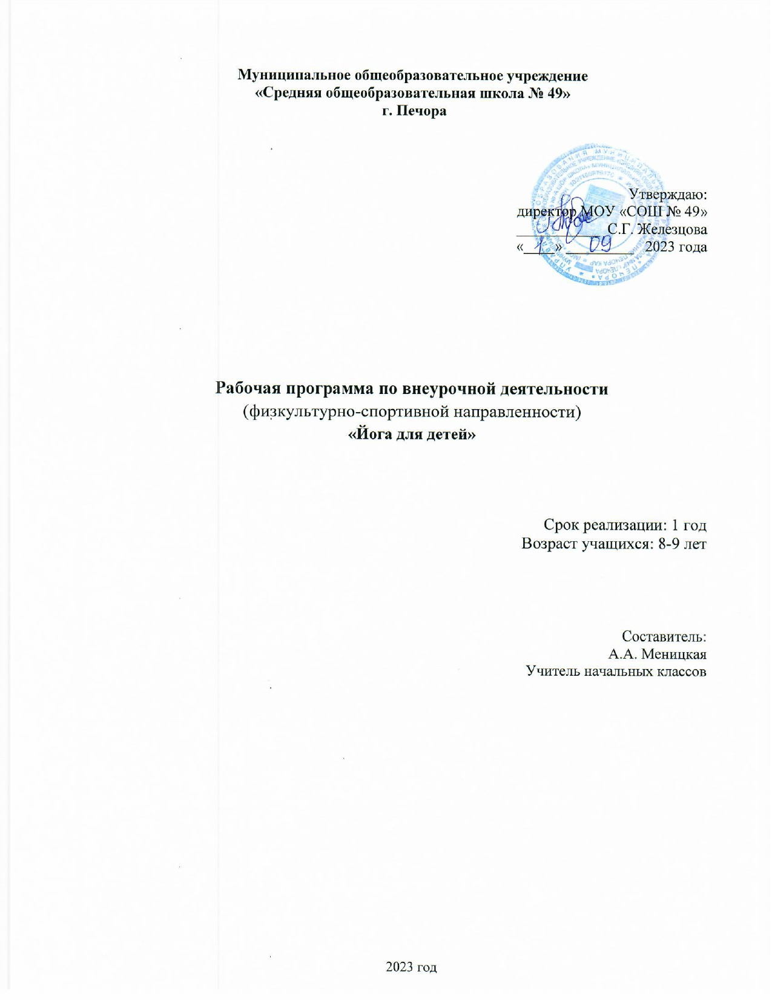 Муниципальное общеобразовательное учреждение
«Средняя общеобразовательная школа № 49»
г. Печора
Утверждаю:
директор МОУ «СОШ № 49»
______________ С.Г. Железцова
«_1_» ___09___ 2023 года
Рабочая программа по внеурочной деятельности
(физкультурно-спортивной направленности)
«Йога для детей»
Срок реализации: 1 год
Возраст учащихся: 8-9 лет
Составитель:
А.А. Меницкая
Учитель начальных классов
2023 год